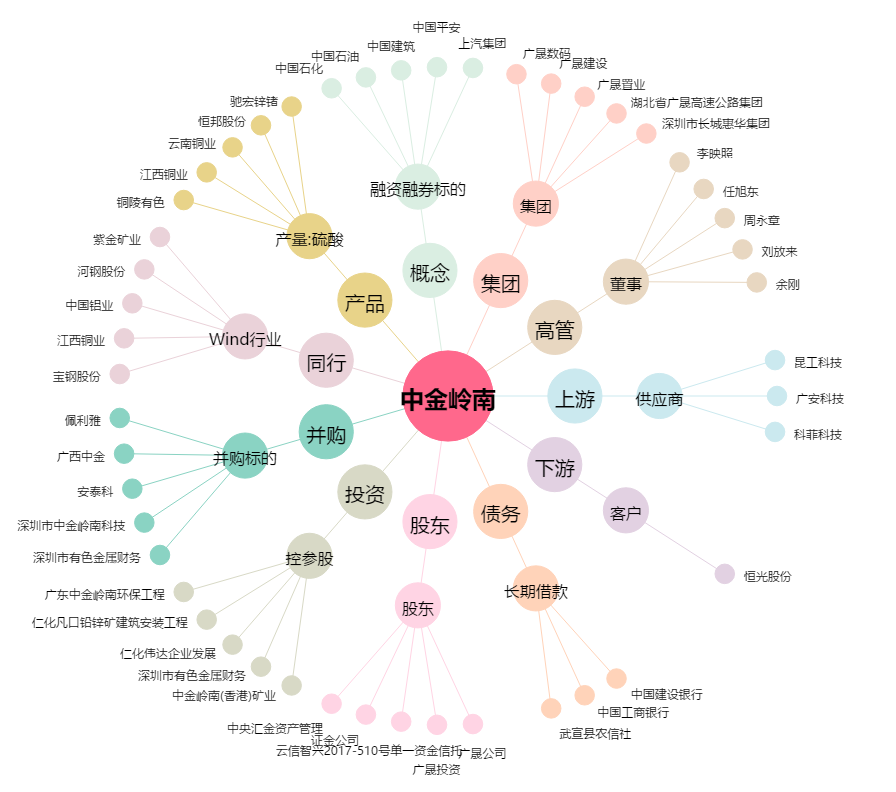 中国平安
上汽集团
中国建筑
中国石油
中国石化
广晟数码
广晟建设
广晟置业
湖北省广晟高速公路集团
深圳市长城惠华集团
驰宏锌锗
恒邦股份
云南铜业
江西铜业
铜陵有色
李映照
任旭东
周永章
刘放来
余刚
融资融券标的
集团
产量:硫酸
概念
集团
董事
产品
高管
紫金矿业
河钢股份
中国铝业
江西铜业
宝钢股份
Wind行业
同行
中金岭南
上游
供应商
昆工科技
广安科技
科菲科技
佩利雅
广西中金
安泰科
深圳市中金岭南科技
深圳市有色金属财务
并购标的
并购
下游
客户
恒光股份
投资
股东
债务
控参股
股东
长期借款
广东中金岭南环保工程
仁化凡口铅锌矿建筑安装工程
仁化伟达企业发展
深圳市有色金属财务
中金岭南(香港)矿业
中央汇金资产管理
证金公司
云信智兴2017-510号单一资金信托
广晟投资
广晟公司
中国建设银行
中国工商银行
武宣县农信社